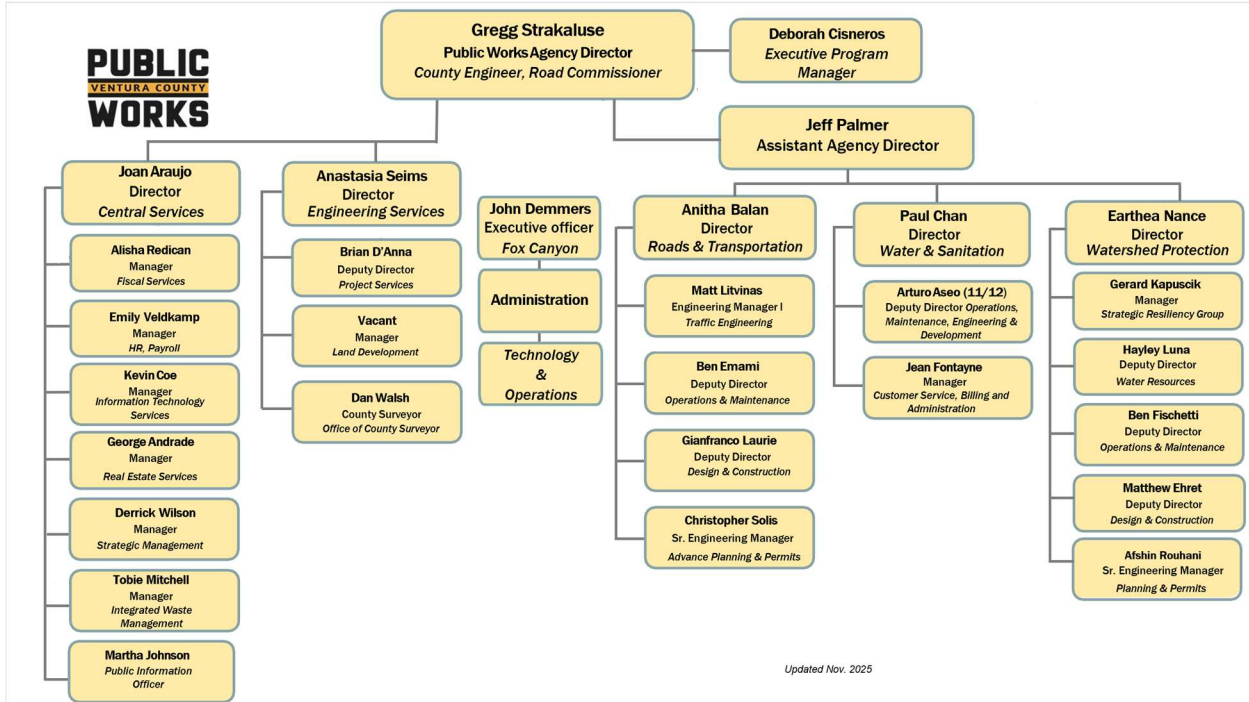 PUBLIC
VENTURA COUNTY
WORKS
Gregg Strakaluse
Public Works Agency Director
County Engineer, Road Commissioner
Deborah Cisneros
Executive Program
Manager
Jeff Palmer
Assistant Agency Director
Joan Araujo
Director
Central Services
Alisha Redican
Manager
Fiscal Services
Emily Veldkamp
Manager
HR, Payroll
Kevin Coe
Manager
Information Technology
Services
George Andrade
Manager
Real Estate Services
Derrick Wilson
Manager
Strategic Management
Tobie Mitchell
Manager
Integrated Waste
Management
Martha Johnson
Public Information
Officer
Anastasia Seims
Director
Engineering Services
Brian D'Anna
Deputy Director
Project Services
Vacant
Manager
Land Development
Dan Walsh
County Surveyor
Office of County Surveyor
John Demmers
Executive officer
Fox Canyon
Administration
Technology
&
Operations
Anitha Balan
Director
Roads & Transportation
Matt Litvinas
Engineering Manager I
Traffic Engineering
Ben Emami
Deputy Director
Operations & Maintenance
Gianfranco Laurie
Deputy Director
Design & Construction
Christopher Solis
Sr. Engineering Manager
Advance Planning & Permits
Paul Chan
Director
Water & Sanitation
Arturo Aseo (11/12)
Deputy Director Operations,
Maintenance, Engineering &
Development
Jean Fontayne
Manager
Customer Service, Billing and
Administration
Earthea Nance
Director
Watershed Protection
Gerard Kapuscik
Manager
Strategic Resiliency Group
Hayley Luna
Deputy Director
Water Resources
Ben Fischetti
Deputy Director
Operations & Maintenance
Matthew Ehret
Deputy Director
Design & Construction
Afshin Rouhani
Sr. Engineering Manager
Planning & Permits
Updated Nov. 2025